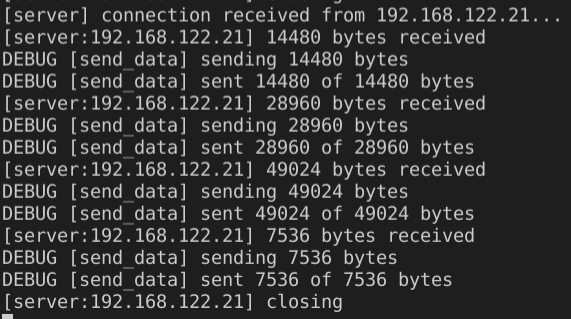 [server] connection received from 192.168.122.21...
[server:192.168.122.21] 14480 bytes received
DEBUG [send_data] sending 14480 bytes
DEBUG [send_data] sent 14480 of 14480 bytes
[server:192.168.122.21] 28960 bytes received
DEBUG [send_data] sending 28960 bytes
DEBUG [send_data] sent 28960 of 28960 bytes
[server:192.168.122.21] 49024 bytes received
DEBUG [send_data] sending 49024 bytes
DEBUG [send_data] sent 49024 of 49024 bytes
[server:192.168.122.21] 7536 bytes received
DEBUG [send_data] sending 7536 bytes
DEBUG [send_data] sent 7536 of 7536 bytes
[server:192.168.122.21] closing